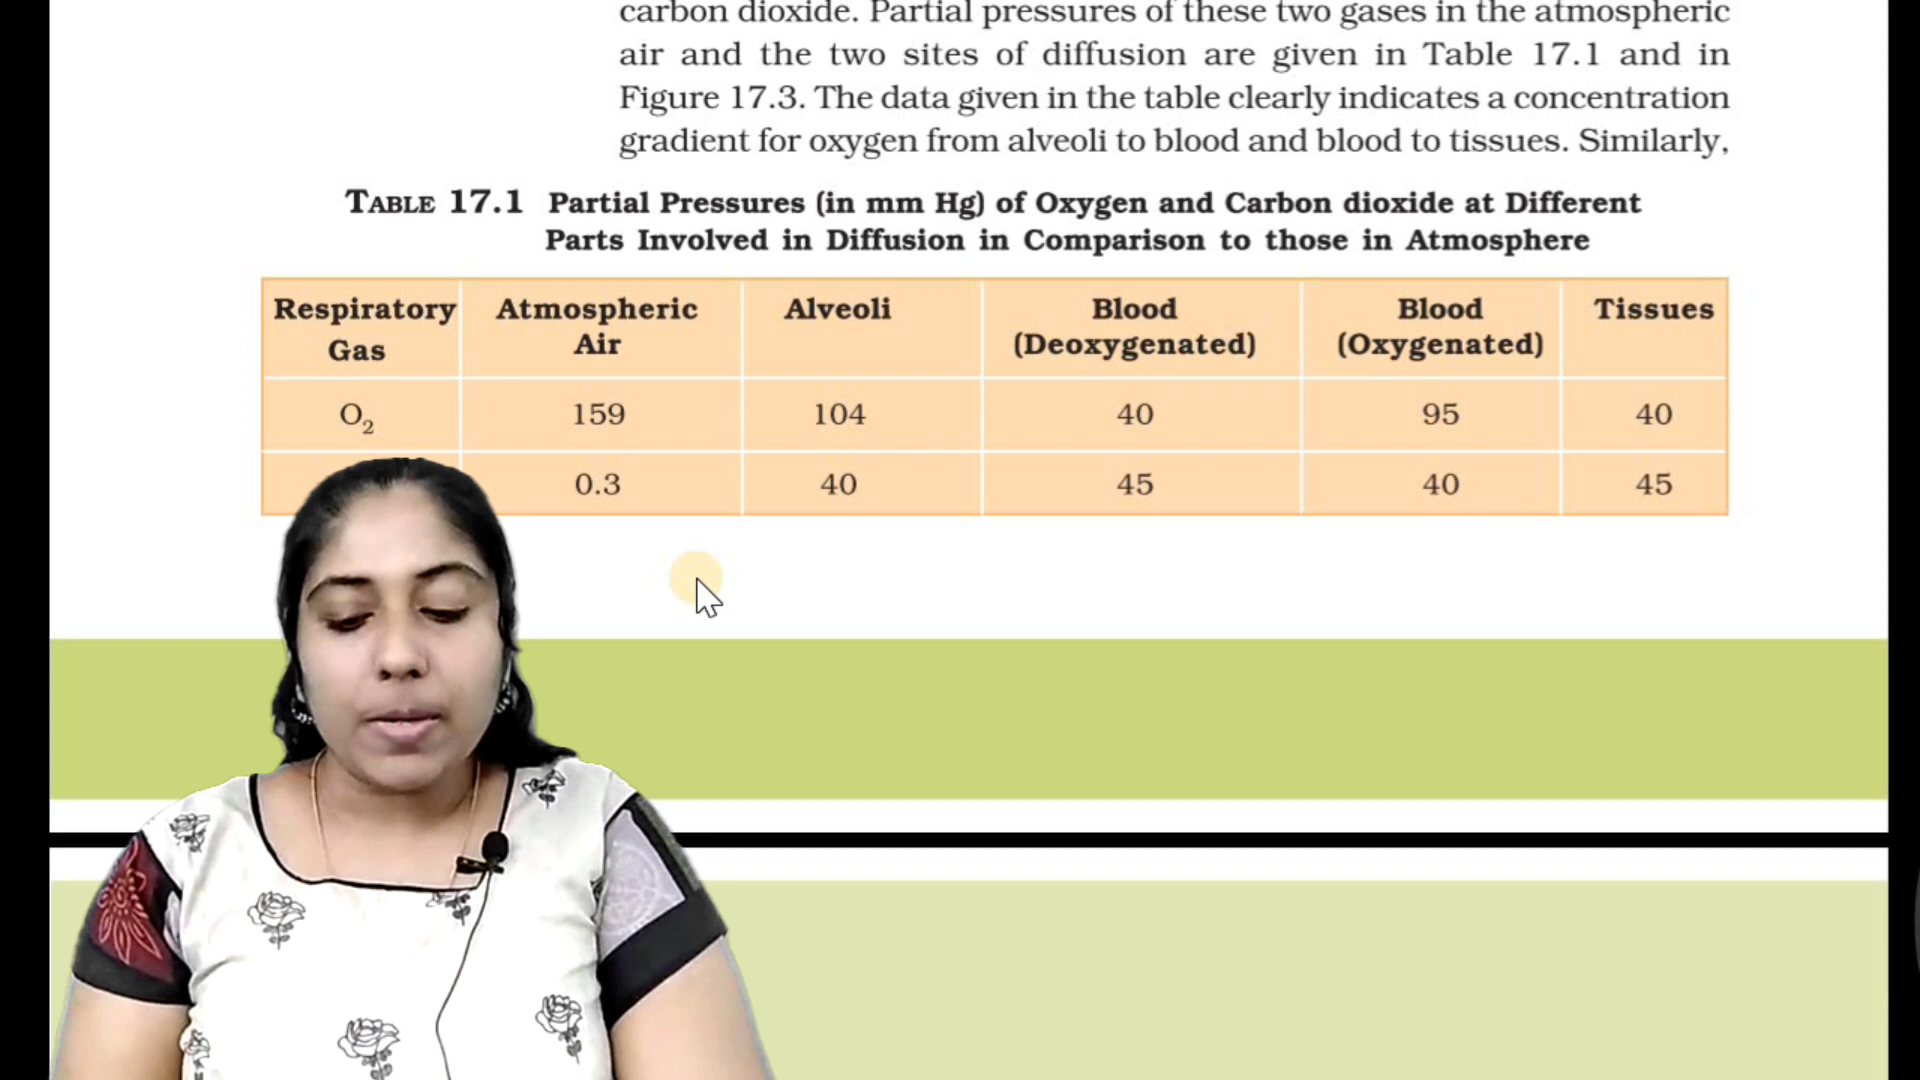 carbon dioxide. Partial pressures of these two gases in the atmospheric
air and the two sites of diffusion are given in Table 17.1 and in
Figure 17.3. The data given in the table clearly indicates a concentration
gradient for oxygen from alveoli to blood and blood to tissues. Similarly,
TABLE 17.1 Partial Pressures (in mm Hg) of Oxygen and Carbon dioxide at Different
Parts Involved in Diffusion in Comparison to those in Atmosphere
Respiratory Gas Atmospheric Air Alveoli Blood (Deoxygenated) Blood (Oxygenated) Tissues
O₂ 159 104 40 95 40
0.3 40 45 40 45